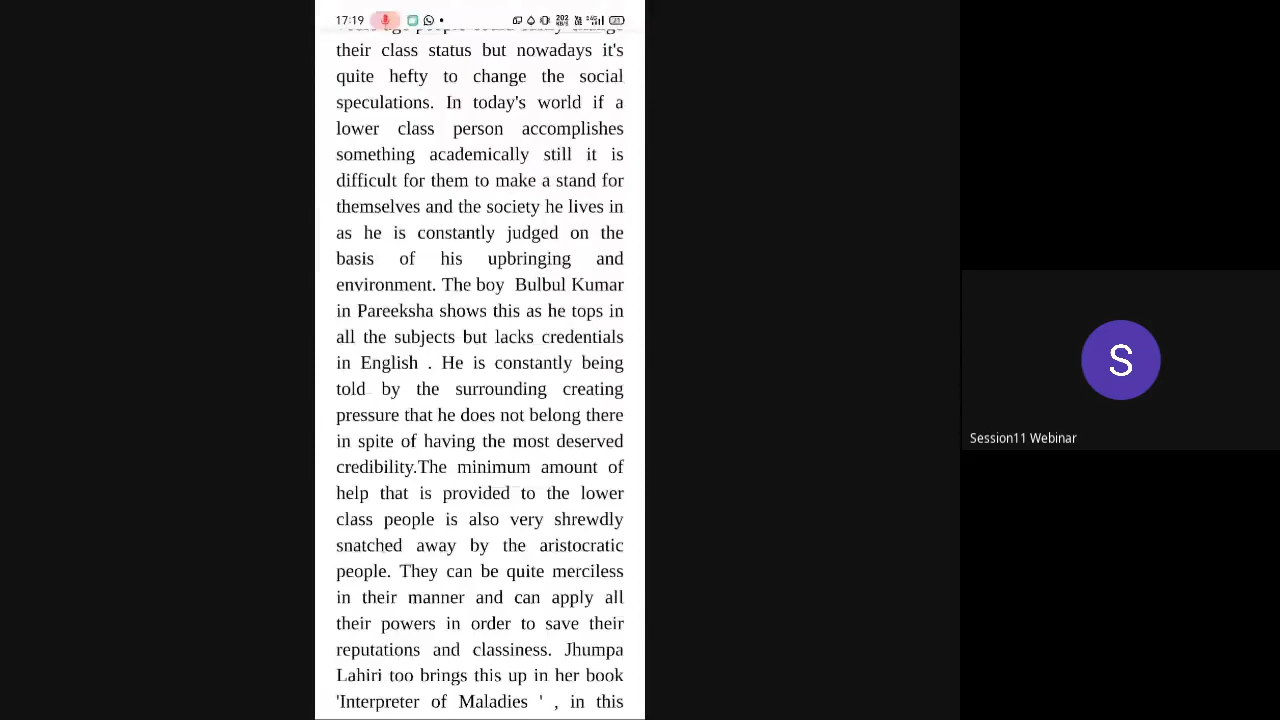 17:19
their class status but nowadays it's
quite hefty to change the social
speculations. In today's world if a
lower class person accomplishes
something academically still it is
difficult for them to make a stand for
themselves and the society he lives in
as he is constantly judged on the
basis of his upbringing and
environment. The boy Bulbul Kumar
in Pareeksha shows this as he tops in
all the subjects but lacks credentials
in English . He is constantly being
told by the surrounding creating
pressure that he does not belong there
in spite of having the most deserved
credibility.The minimum amount of
help that is provided to the lower
class people is also very shrewdly
snatched away by the aristocratic
people. They can be quite merciless
in their manner and can apply all
their powers in order to save their
reputations and classiness. Jhumpa
Lahiri too brings this up in her book
'Interpreter of Maladies ' , in this
S
Session11 Webinar